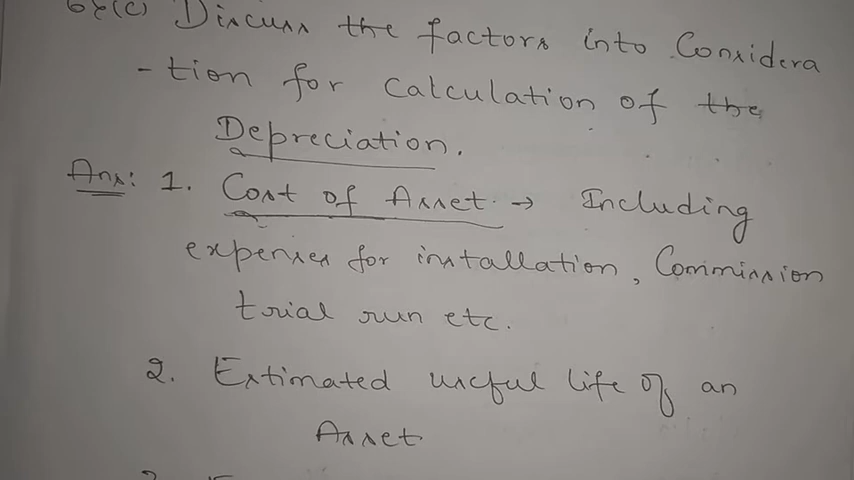 (c) Discuss the factors into Considera
-tion for calculation of the
Depreciation.
Ans: 1. Cost of Asset → Including
expenses for installation, Commission
trial run etc.
2. Estimated useful life of an
Asset